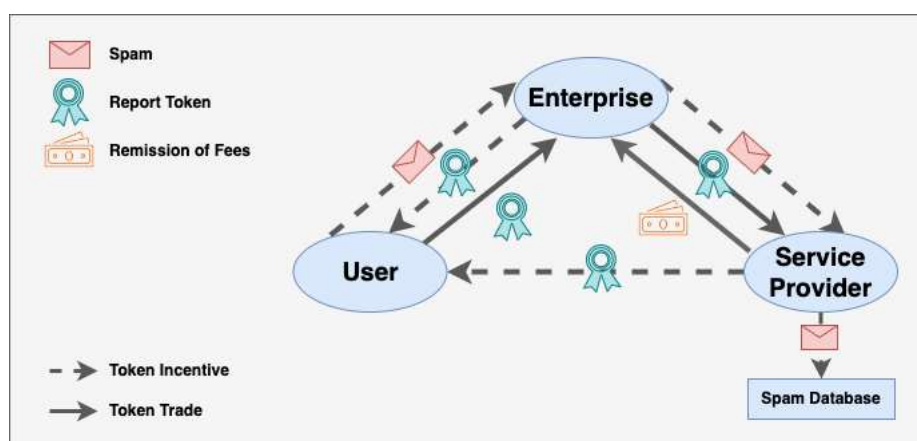 Spam
Report Token
Remission of Fees
Enterprise
User
Service
Provider
Token Incentive
Token Trade
Spam Database